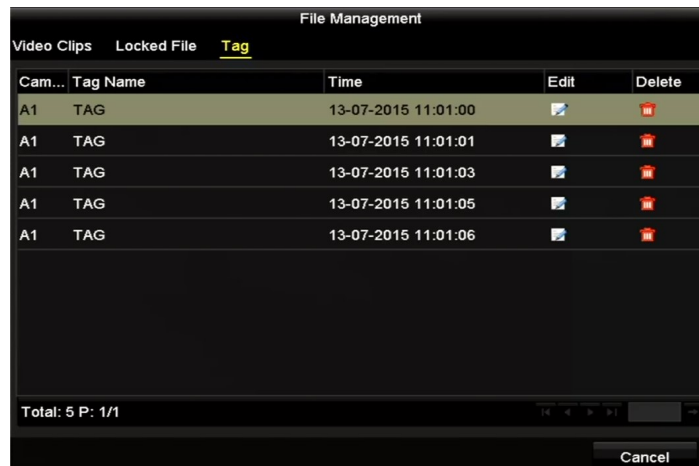 File Management
Video Clips Locked File Tag
Cam... Tag Name Time Edit Delete
A1 TAG 13-07-2015 11:01:00
A1 TAG 13-07-2015 11:01:01
A1 TAG 13-07-2015 11:01:03
A1 TAG 13-07-2015 11:01:05
A1 TAG 13-07-2015 11:01:06
Total: 5 P: 1/1
Cancel